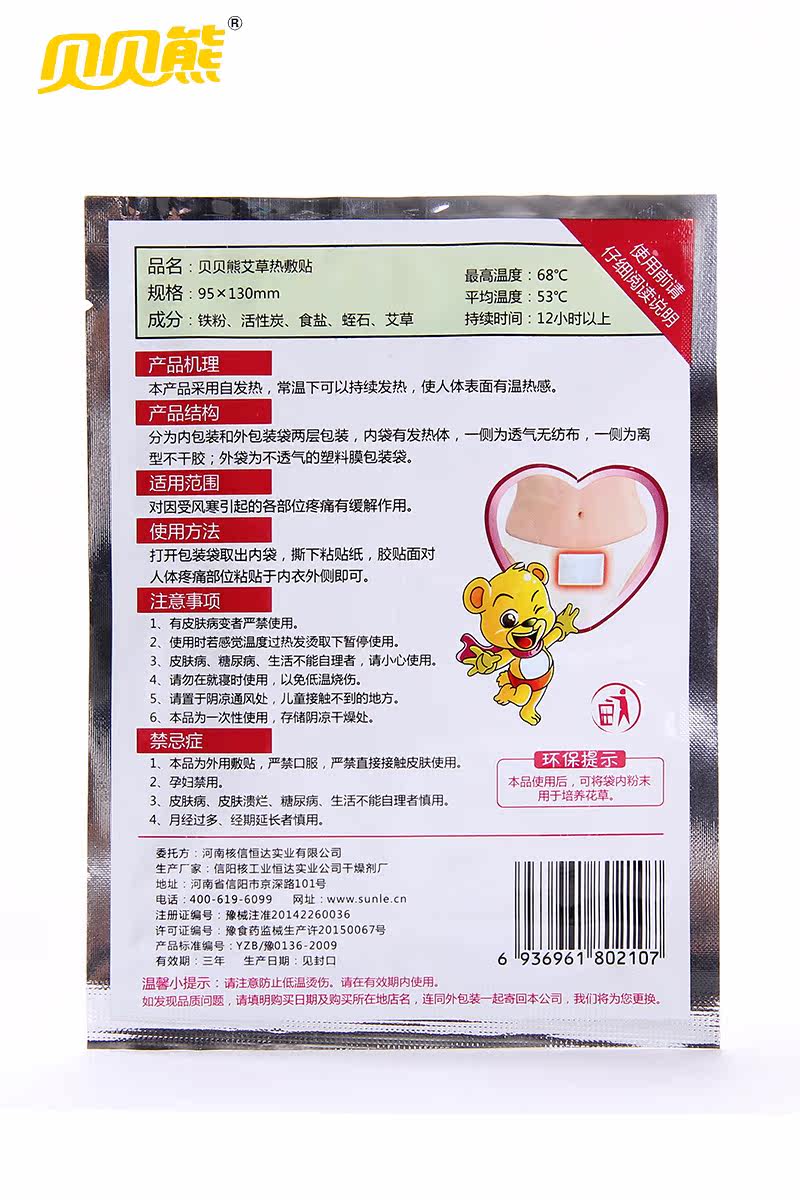 贝贝熊®
使用前请
仔细阅读说明
品名：贝贝熊艾草热敷贴
规格：95×130mm
成分：铁粉、活性炭、食盐、蛭石、艾草
最高温度：68℃
平均温度：53℃
持续时间：12小时以上
产品机理
本产品采用自发热，常温下可以持续发热，使人体表面有温热感。
产品结构
分为内包装和外包装袋两层包装，内袋有发热体，一侧为透气无纺布，一侧为离
型不干胶；外袋为不透气的塑料膜包装袋。
适用范围
对因受风寒引起的各部位疼痛有缓解作用。
使用方法
打开包装袋取出内袋，撕下粘贴纸，胶贴面对
人体疼痛部位粘贴于内衣外侧即可。
注意事项
1、有皮肤病变者严禁使用。
2、使用时若感觉温度过热发烫取下暂停使用。
3、皮肤病、糖尿病、生活不能自理者，请小心使用。
4、请勿在就寝时使用，以免低温烧伤。
5、请置于阴凉通风处，儿童接触不到的地方。
6、本品为一次性使用，存储阴凉干燥处。
禁忌症
1、本品为外用敷贴，严禁口服，严禁直接接触皮肤使用。
2、孕妇禁用。
3、皮肤病、皮肤溃烂、糖尿病、生活不能自理者慎用。
4、月经过多、经期延长者慎用。
环保提示
本品使用后，可将袋内粉末
用于培养花草。
委托方：河南核信恒达实业有限公司
生产厂家：信阳核工业恒达实业公司干燥剂厂
地址：河南省信阳市京深路101号
电话：400-619-6099 网址：www.sunle.cn
注册证编号：豫械注准20142260036
许可证编号：豫食药监械生产许20150067号
产品标准编号：YZB/豫0136-2009
有效期：三年 生产日期：见封口
6 936961 802107
温馨小提示：请注意防止低温烫伤。请在有效期内使用。
如发现品质问题，请填明购买日期及购买所在地店名，连同外包装一起寄回本公司，我们将为您更换。